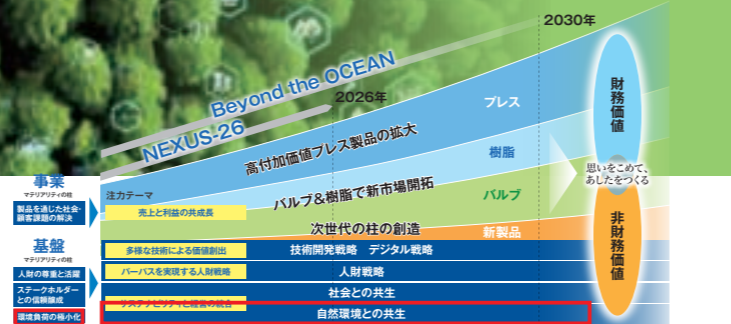 2030年
Beyond the OCEAN
2026年
NEXUS-26
プレス
高付加価値プレス製品の拡大
樹脂
バルブ&樹脂で新市場開拓
バルブ
次世代の柱の創造
新製品
財務価値
思いをこめて、
あしたをつくる
非財務価値
事業
マテリアリティの柱
製品を通じた社会・
顧客課題の解決
注力テーマ
売上と利益の共成長
基盤
マテリアリティの柱
人財の尊重と活躍
ステークホルダー
との信頼醸成
環境負荷の極小化
多様な技術による価値創出
技術開発戦略 デジタル戦略
パーパスを実現する人財戦略
人財戦略
社会との共生
サステナビリティと経営の統合
自然環境との共生